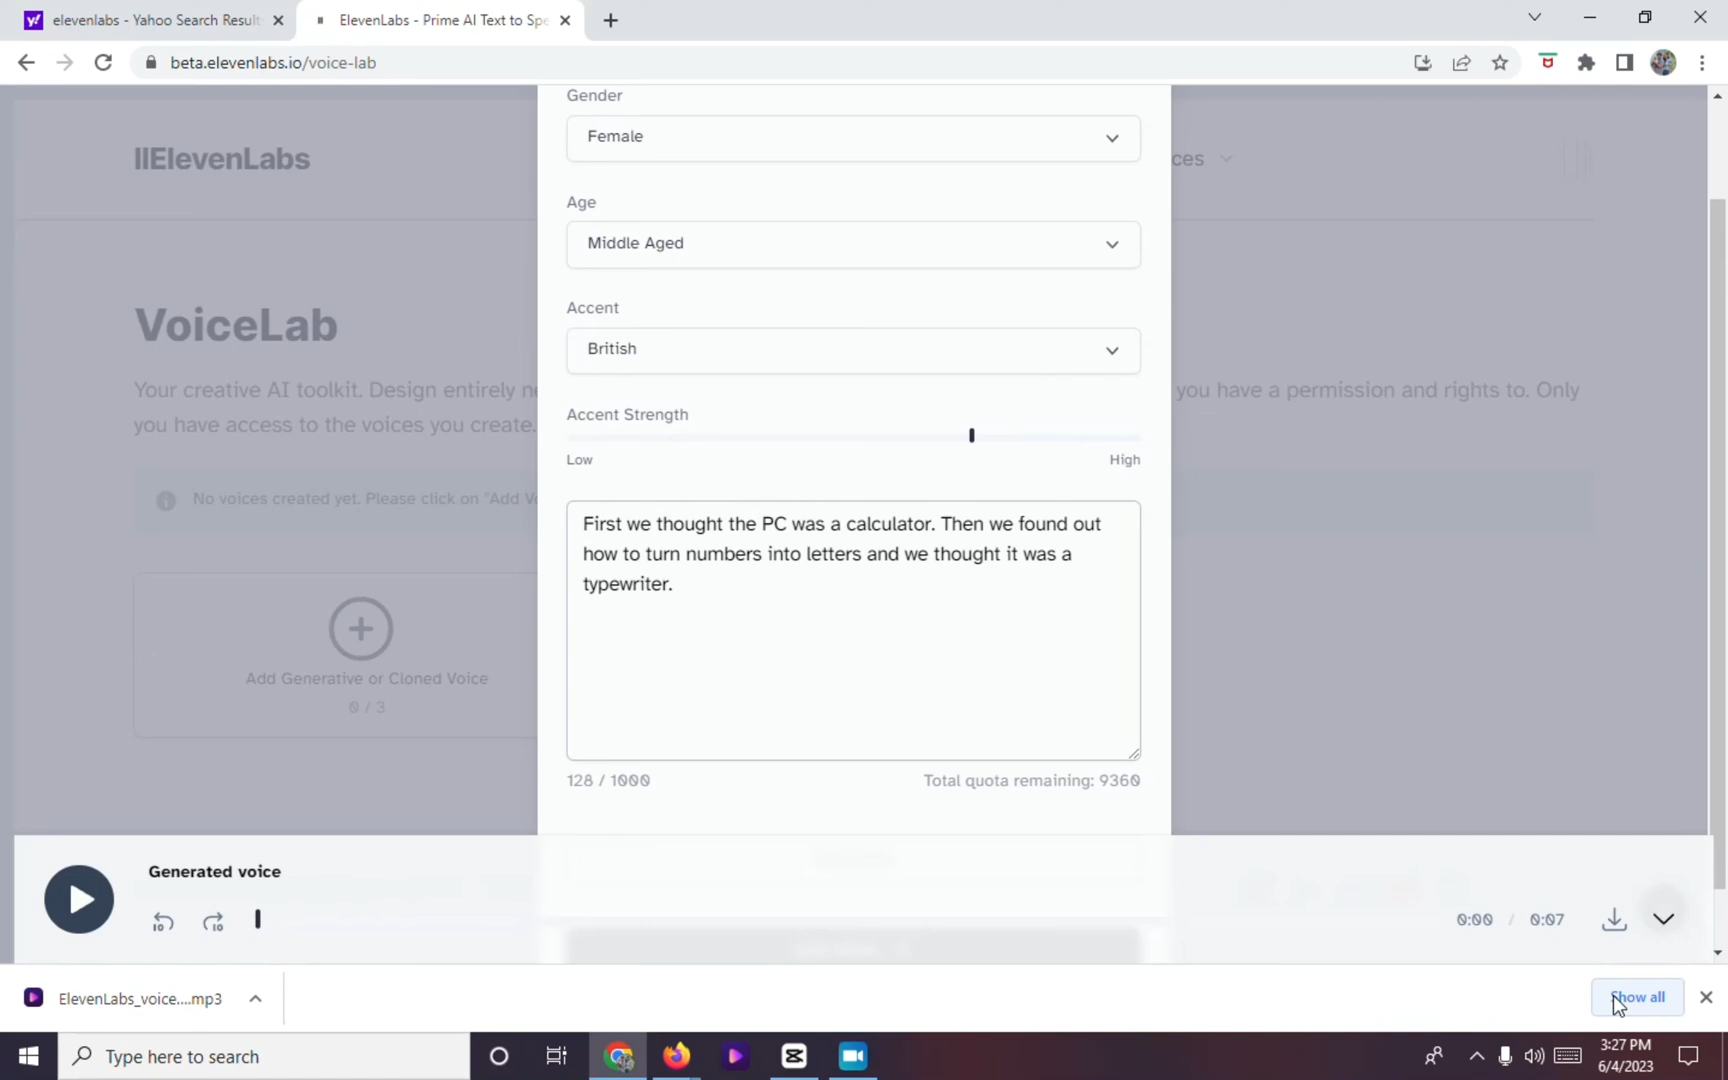 elevenlabs - Yahoo Search Result
ElevenLabs - Prime AI Text to Spe
beta.elevenlabs.io/voice-lab
Gender
Female
IIElevenLabs
ces
Age
Middle Aged
Accent
British
VoiceLab
Your creative AI toolkit. Design entirely ne
you have a permission and rights to. Only
you have access to the voices you create.
Accent Strength
Low
High
No voices created yet. Please click on "Add Vo
First we thought the PC was a calculator. Then we found out
how to turn numbers into letters and we thought it was a
typewriter.
Add Generative or Cloned Voice
0 / 3
128 / 1000
Total quota remaining: 9360
Generated voice
10
10
0:00 / 0:07
ElevenLabs_voice....mp3
Show all
Type here to search
3:27 PM
6/4/2023